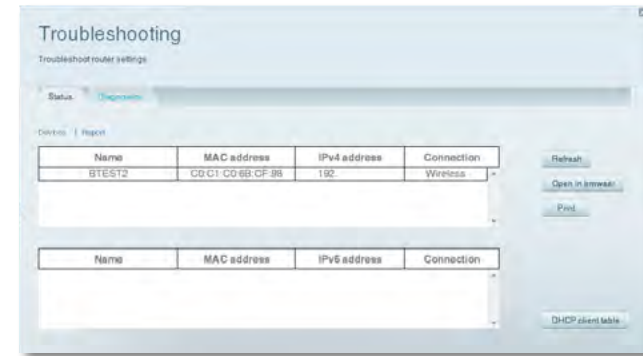 Troubleshooting
Troubleshoot router settings
Status Diagnostics
Devices | Report
Name MAC address IPv4 address Connection
BTEST2 C0:C1:C0:6B:CF:98 192. Wireless
Refresh
Open in browser
Print
Name MAC address IPv6 address Connection
DHCP client table